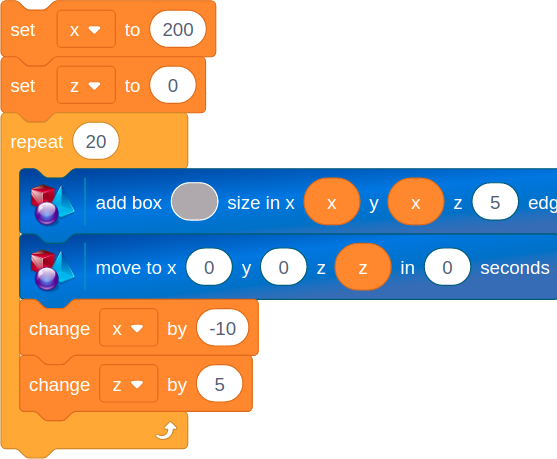 set x to 200
set z to 0
repeat 20
add box size in x x y x z 5 edg
move to x 0 y 0 z z in 0 seconds
change x by -10
change z by 5